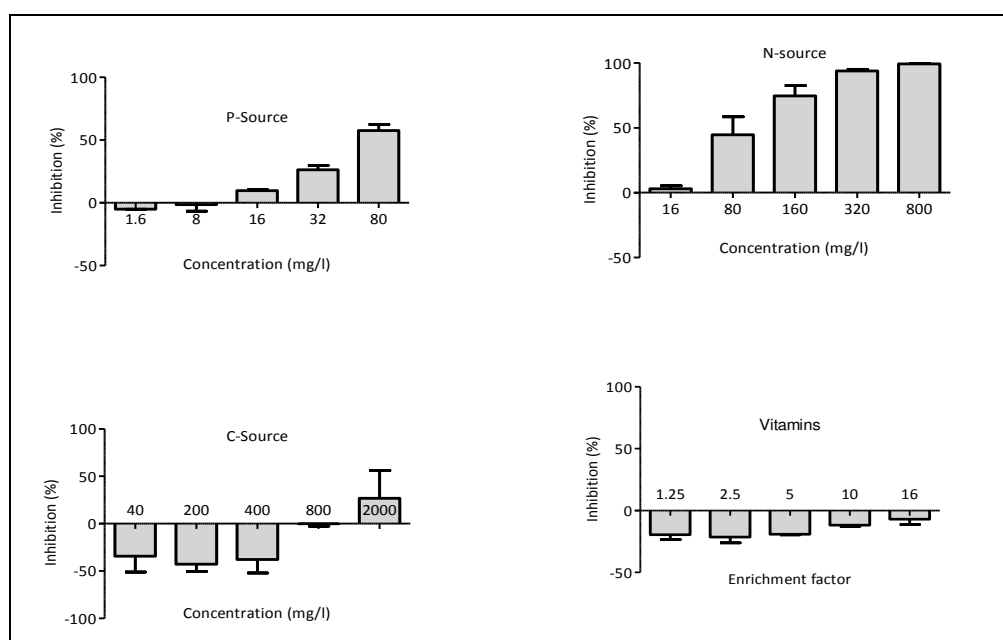 P-Source
Inhibition (%)
100
50
0
-50
1.6 8 16 32 80
Concentration (mg/l)
N-source
Inhibition (%)
100
50
0
-50
16 80 160 320 800
Concentration (mg/l)
C-Source
Inhibition (%)
100
50
0
-50
-100
40 200 400 800 2000
Concentration (mg/l)
Vitamins
Inhibition (%)
100
50
0
-50
1.25 2.5 5 10 16
Enrichment factor